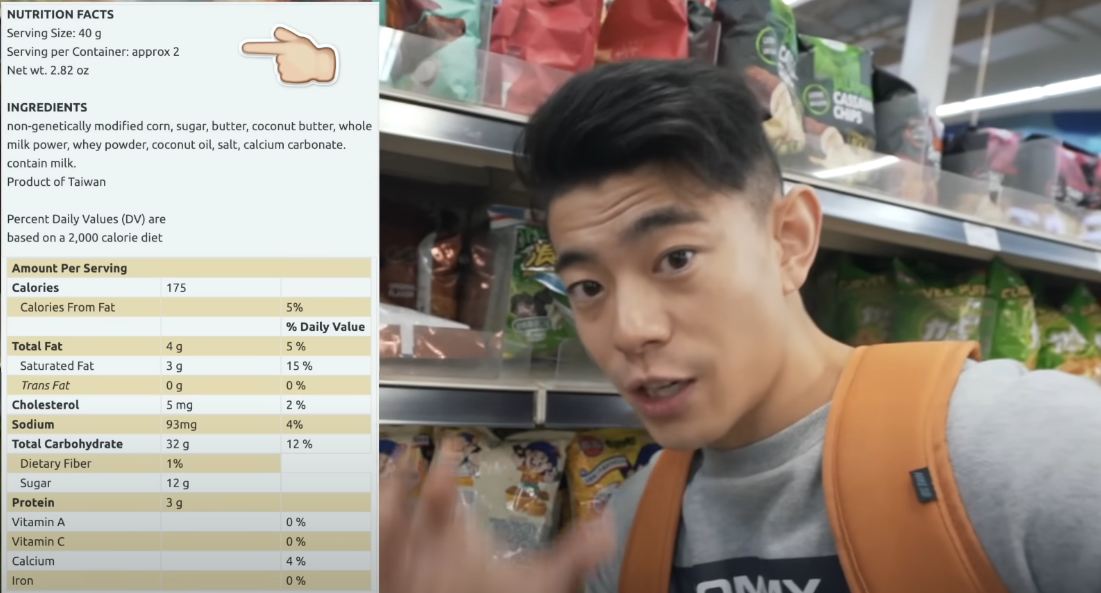 NUTRITION FACTS
Serving Size: 40 g
Serving per Container: approx 2
Net wt. 2.82 oz
INGREDIENTS
non-genetically modified corn, sugar, butter, coconut butter, whole
milk power, whey powder, coconut oil, salt, calcium carbonate.
contain milk.
Product of Taiwan
Percent Daily Values (DV) are
based on a 2,000 calorie diet
Amount Per Serving
Calories 175
Calories From Fat 5%
% Daily Value
Total Fat 4 g 5 %
Saturated Fat 3 g 15 %
Trans Fat 0 g 0 %
Cholesterol 5 mg 2 %
Sodium 93mg 4%
Total Carbohydrate 32 g 12 %
Dietary Fiber 1%
Sugar 12 g
Protein 3 g
Vitamin A 0 %
Vitamin C 0 %
Calcium 4 %
Iron 0 %
CASSAVA
CHIPS